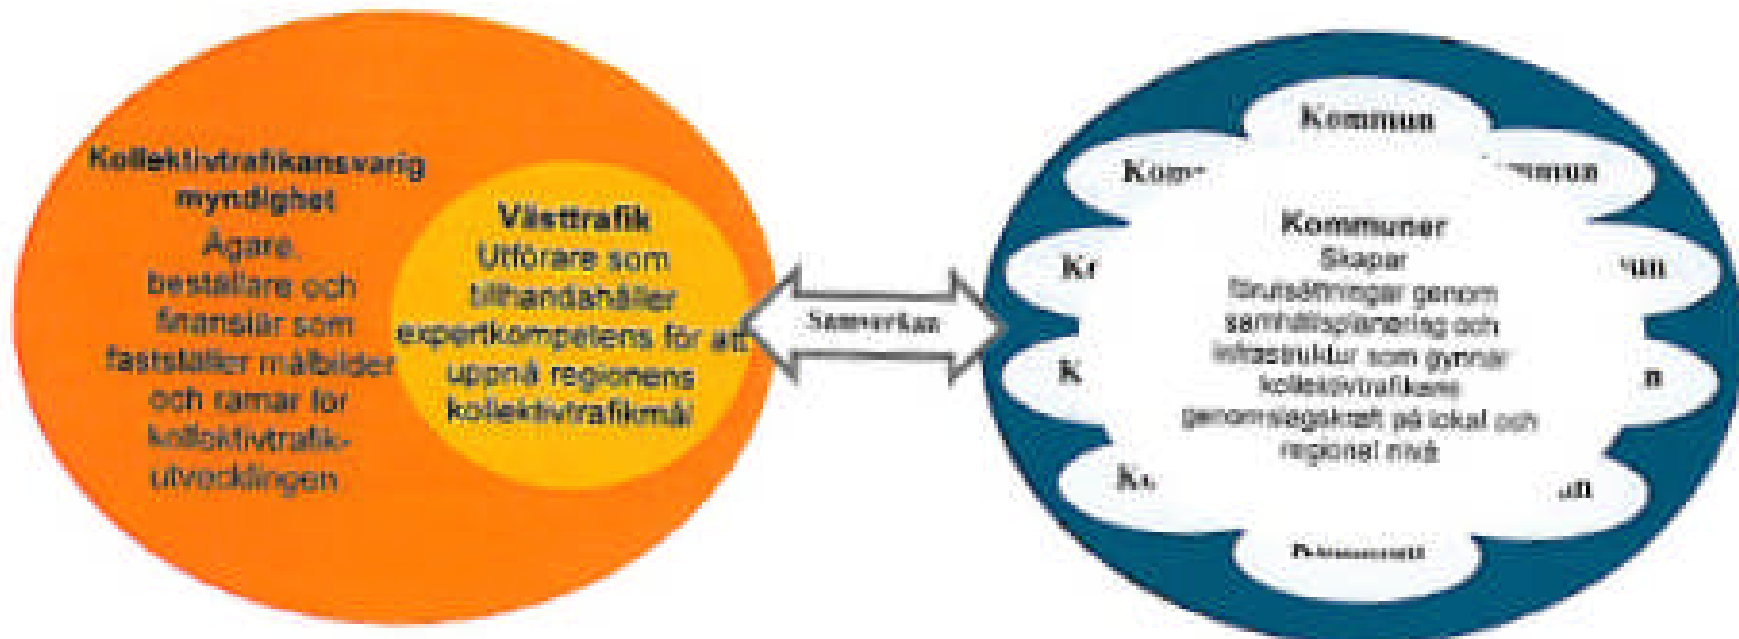 Kollektivtrafikansvarig
myndighet
Ägare,
beställare och
finansiär som
fastställer målbilder
och ramar för
kollektivtrafik-
utvecklingen
Västtrafik
Utförare som
tillhandahåller
expertkompetens för att
uppnå regionens
kollektivtrafikmål
Samverkan
Kommun
Kommuner
Skapar
förutsättningar genom
samhällsplanering och
infrastruktur som gynnar
kollektivtrafikens
genomslagskraft på lokal och
regional nivå